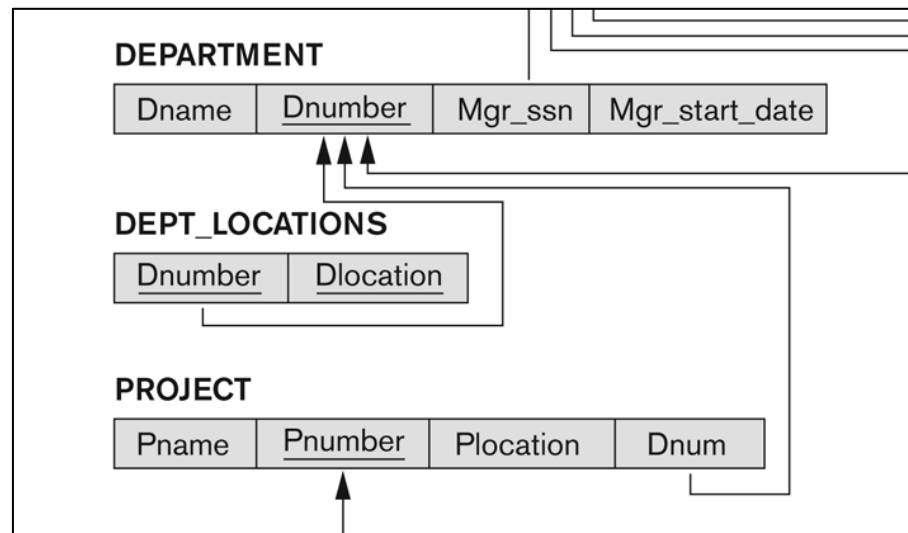 DEPARTMENT
Dname Dnumber Mgr_ssn Mgr_start_date
DEPT_LOCATIONS
Dnumber Dlocation
PROJECT
Pname Pnumber Plocation Dnum